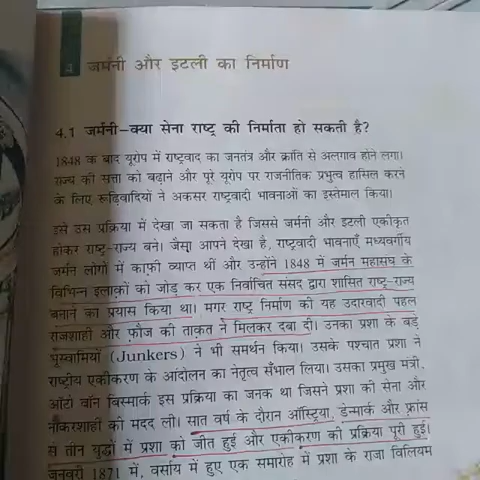 4 जर्मनी और इटली का निर्माण
4.1 जर्मनी–क्या सेना राष्ट्र की निर्माता हो सकती है?
1848 के बाद यूरोप में राष्ट्रवाद का जनतंत्र और क्रांति से अलगाव होने लगा।
राज्य की सत्ता को बढ़ाने और पूरे यूरोप पर राजनीतिक प्रभुत्व हासिल करने
के लिए रूढ़िवादियों ने अकसर राष्ट्रवादी भावनाओं का इस्तेमाल किया।
इसे उस प्रक्रिया में देखा जा सकता है जिससे जर्मनी और इटली एकीकृत
होकर राष्ट्र-राज्य बने। जैसा आपने देखा है, राष्ट्रवादी भावनाएँ मध्यवर्गीय
जर्मन लोगों में काफ़ी व्याप्त थीं और उन्होंने 1848 में जर्मन महासंघ के
विभिन्न इलाक़ों को जोड़ कर एक निर्वाचित संसद द्वारा शासित राष्ट्र-राज्य
बनाने का प्रयास किया था। मगर राष्ट्र निर्माण की यह उदारवादी पहल
राजशाही और फ़ौज की ताक़त ने मिलकर दबा दी। उनका प्रशा के बड़े
भूस्वामियों (Junkers) ने भी समर्थन किया। उसके पश्चात प्रशा ने
राष्ट्रीय एकीकरण के आंदोलन का नेतृत्व सँभाल लिया। उसका प्रमुख मंत्री,
ऑटो वॉन बिस्मार्क इस प्रक्रिया का जनक था जिसने प्रशा की सेना और
नौकरशाही की मदद ली। सात वर्ष के दौरान ऑस्ट्रिया, डेन्मार्क और फ्रांस
से तीन युद्धों में प्रशा को जीत हुई और एकीकरण की प्रक्रिया पूरी हुई।
जनवरी 1871 में, वर्साय में हुए एक समारोह में प्रशा के राजा विलियम